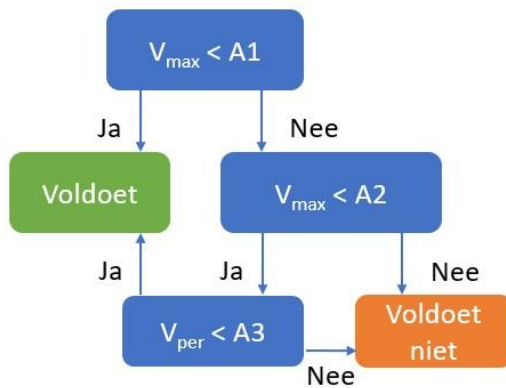 Vmax < A1
Ja
Nee
Voldoet
Vmax < A2
Ja
Ja
Nee
Vper < A3
Voldoet
niet
Nee